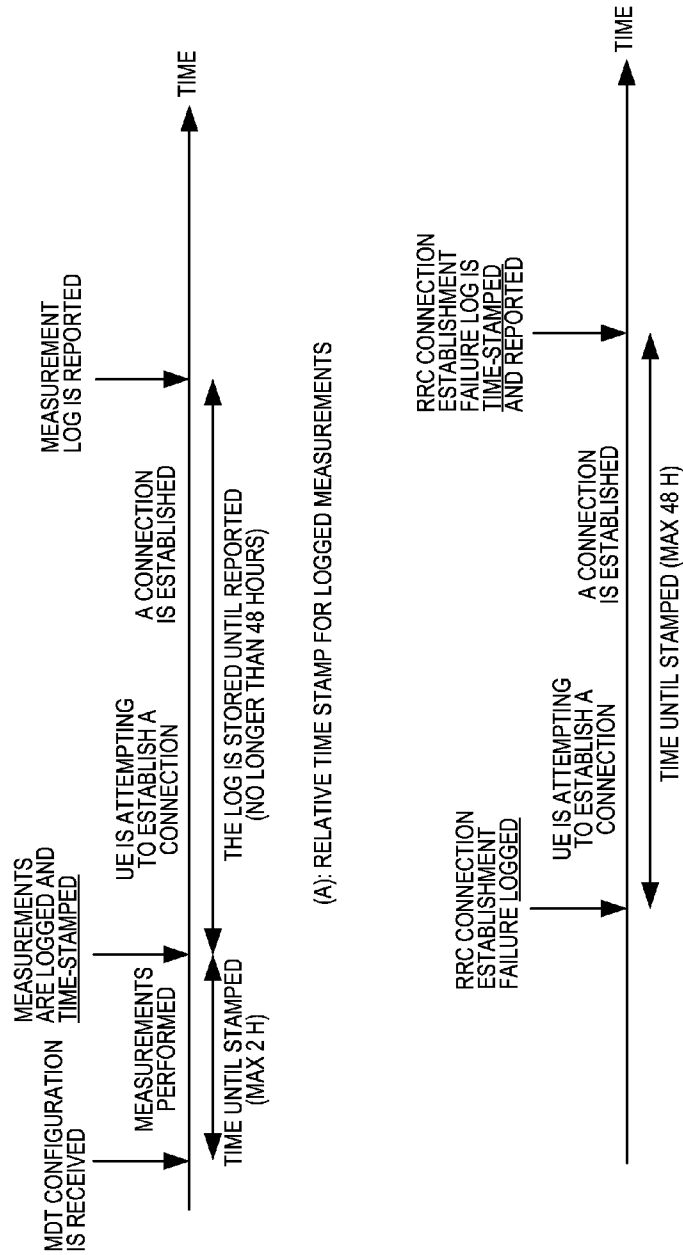 MDT CONFIGURATION
IS RECEIVED
MEASUREMENTS
PERFORMED
TIME UNTIL STAMPED
(MAX 2 H)
MEASUREMENTS
ARE LOGGED AND
TIME-STAMPED
UE IS ATTEMPTING
TO ESTABLISH A
CONNECTION
THE LOG IS STORED UNTIL REPORTED
(NO LONGER THAN 48 HOURS)
A CONNECTION
IS ESTABLISHED
MEASUREMENT
LOG IS REPORTED
TIME
(A): RELATIVE TIME STAMP FOR LOGGED MEASUREMENTS
RRC CONNECTION
ESTABLISHMENT
FAILURE LOGGED
UE IS ATTEMPTING
TO ESTABLISH A
CONNECTION
TIME UNTIL STAMPED (MAX 48 H)
A CONNECTION
IS ESTABLISHED
RRC CONNECTION
ESTABLISHMENT
FAILURE LOG IS
TIME-STAMPED
AND REPORTED
TIME